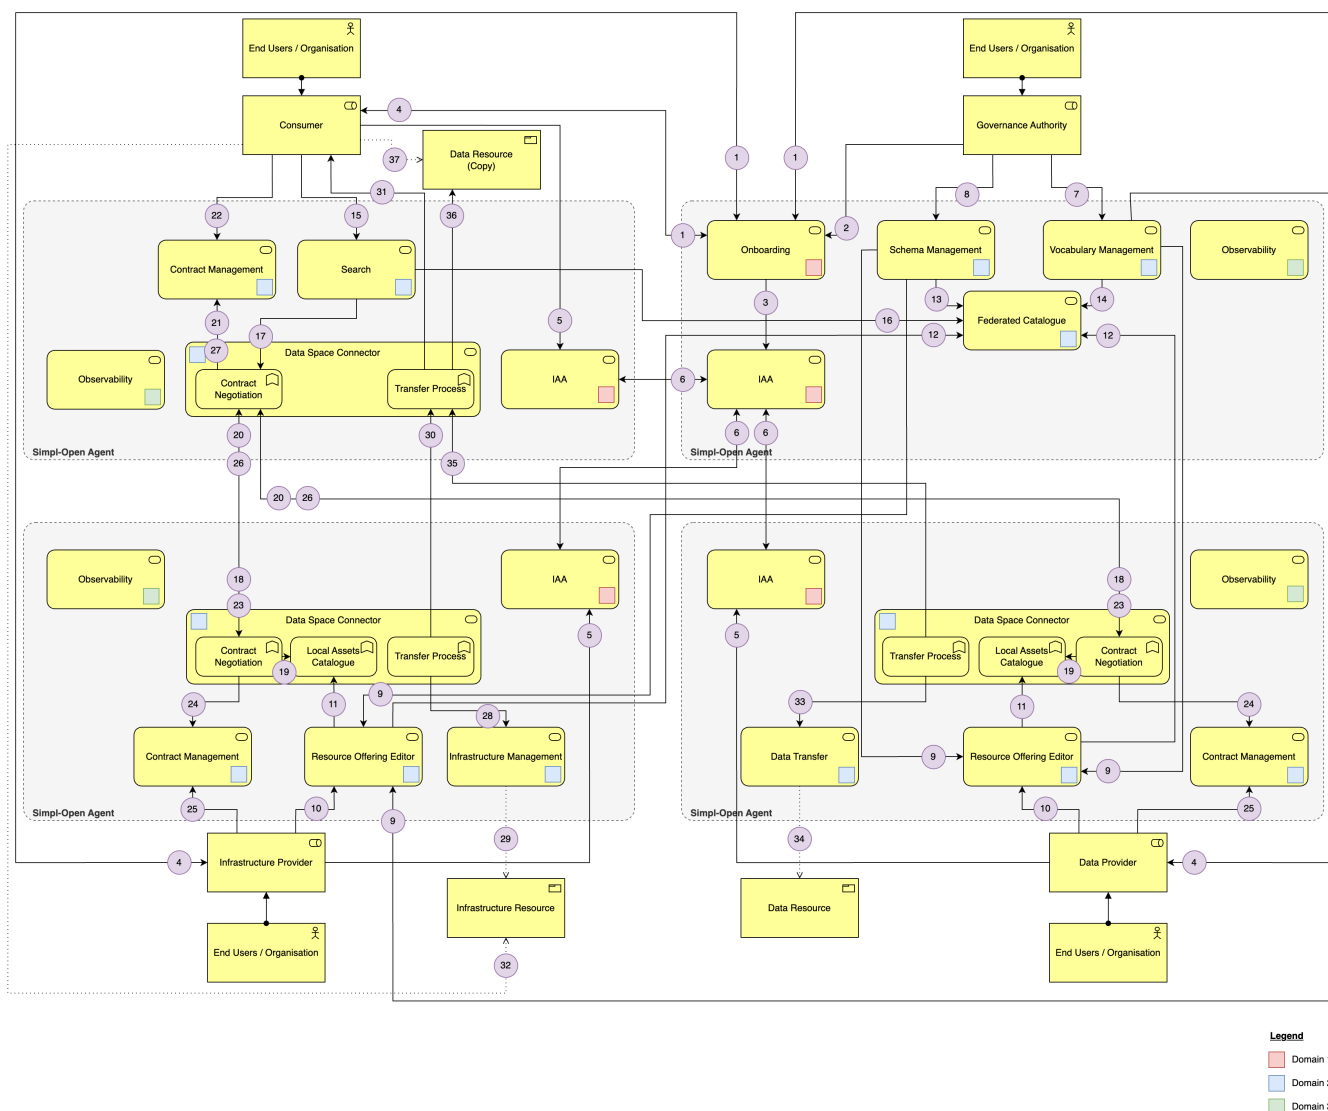 End Users / Organisation
End Users / Organisation
4
Consumer
Governance Authority
37
Data Resource
(Copy)
1
1
31
8
7
22
15
36
1
2
Contract Management
Search
Onboarding
Schema Management
Vocabulary Management
Observability
3
13
14
21
17
5
16
Federated Catalogue
12
12
27
Data Space Connector
Observability
Contract
Negotiation
Transfer Process
IAA
6
IAA
20
30
6
6
Simpl-Open Agent
26
35
Simpl-Open Agent
20
26
Observability
18
IAA
IAA
18
Observability
23
23
Data Space Connector
Data Space Connector
5
5
Contract
Negotiation
Local Assets
Catalogue
Transfer Process
Transfer Process
Local Assets
Catalogue
Contract
Negotiation
19
19
9
24
11
28
33
11
24
Contract Management
Resource Offering Editor
Infrastructure Management
Data Transfer
9
Resource Offering Editor
9
Contract Management
25
10
9
10
25
Simpl-Open Agent
Simpl-Open Agent
29
34
4
Infrastructure Provider
Data Provider
4
Infrastructure Resource
Data Resource
End Users / Organisation
32
End Users / Organisation
Legend
Domain
Domain
Domain